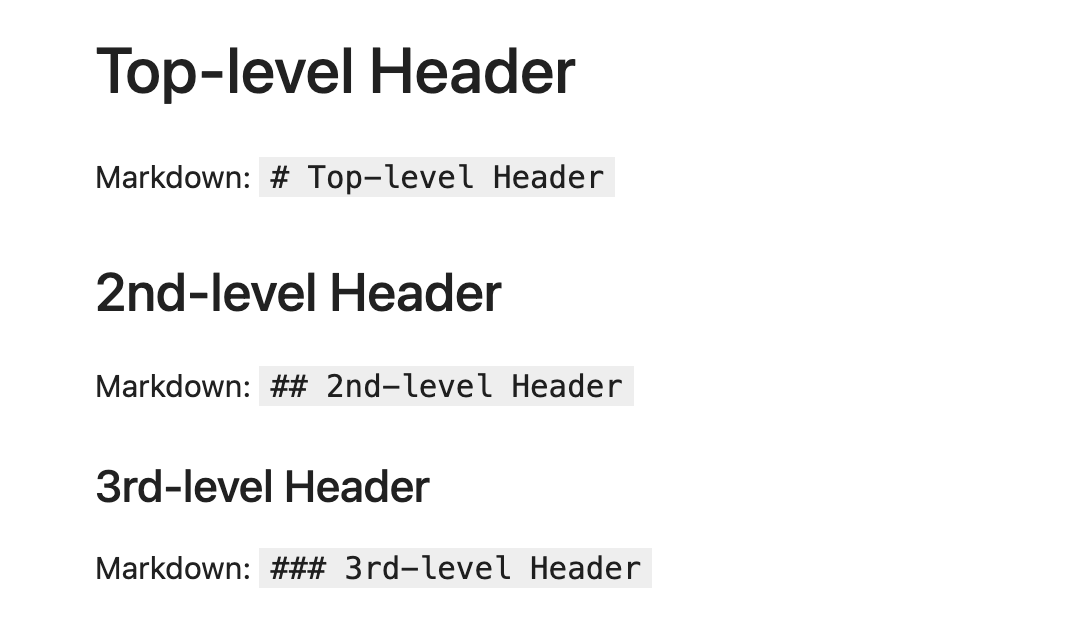 Top-level Header
Markdown: # Top-level Header
2nd-level Header
Markdown: ## 2nd-level Header
3rd-level Header
Markdown: ### 3rd-level Header